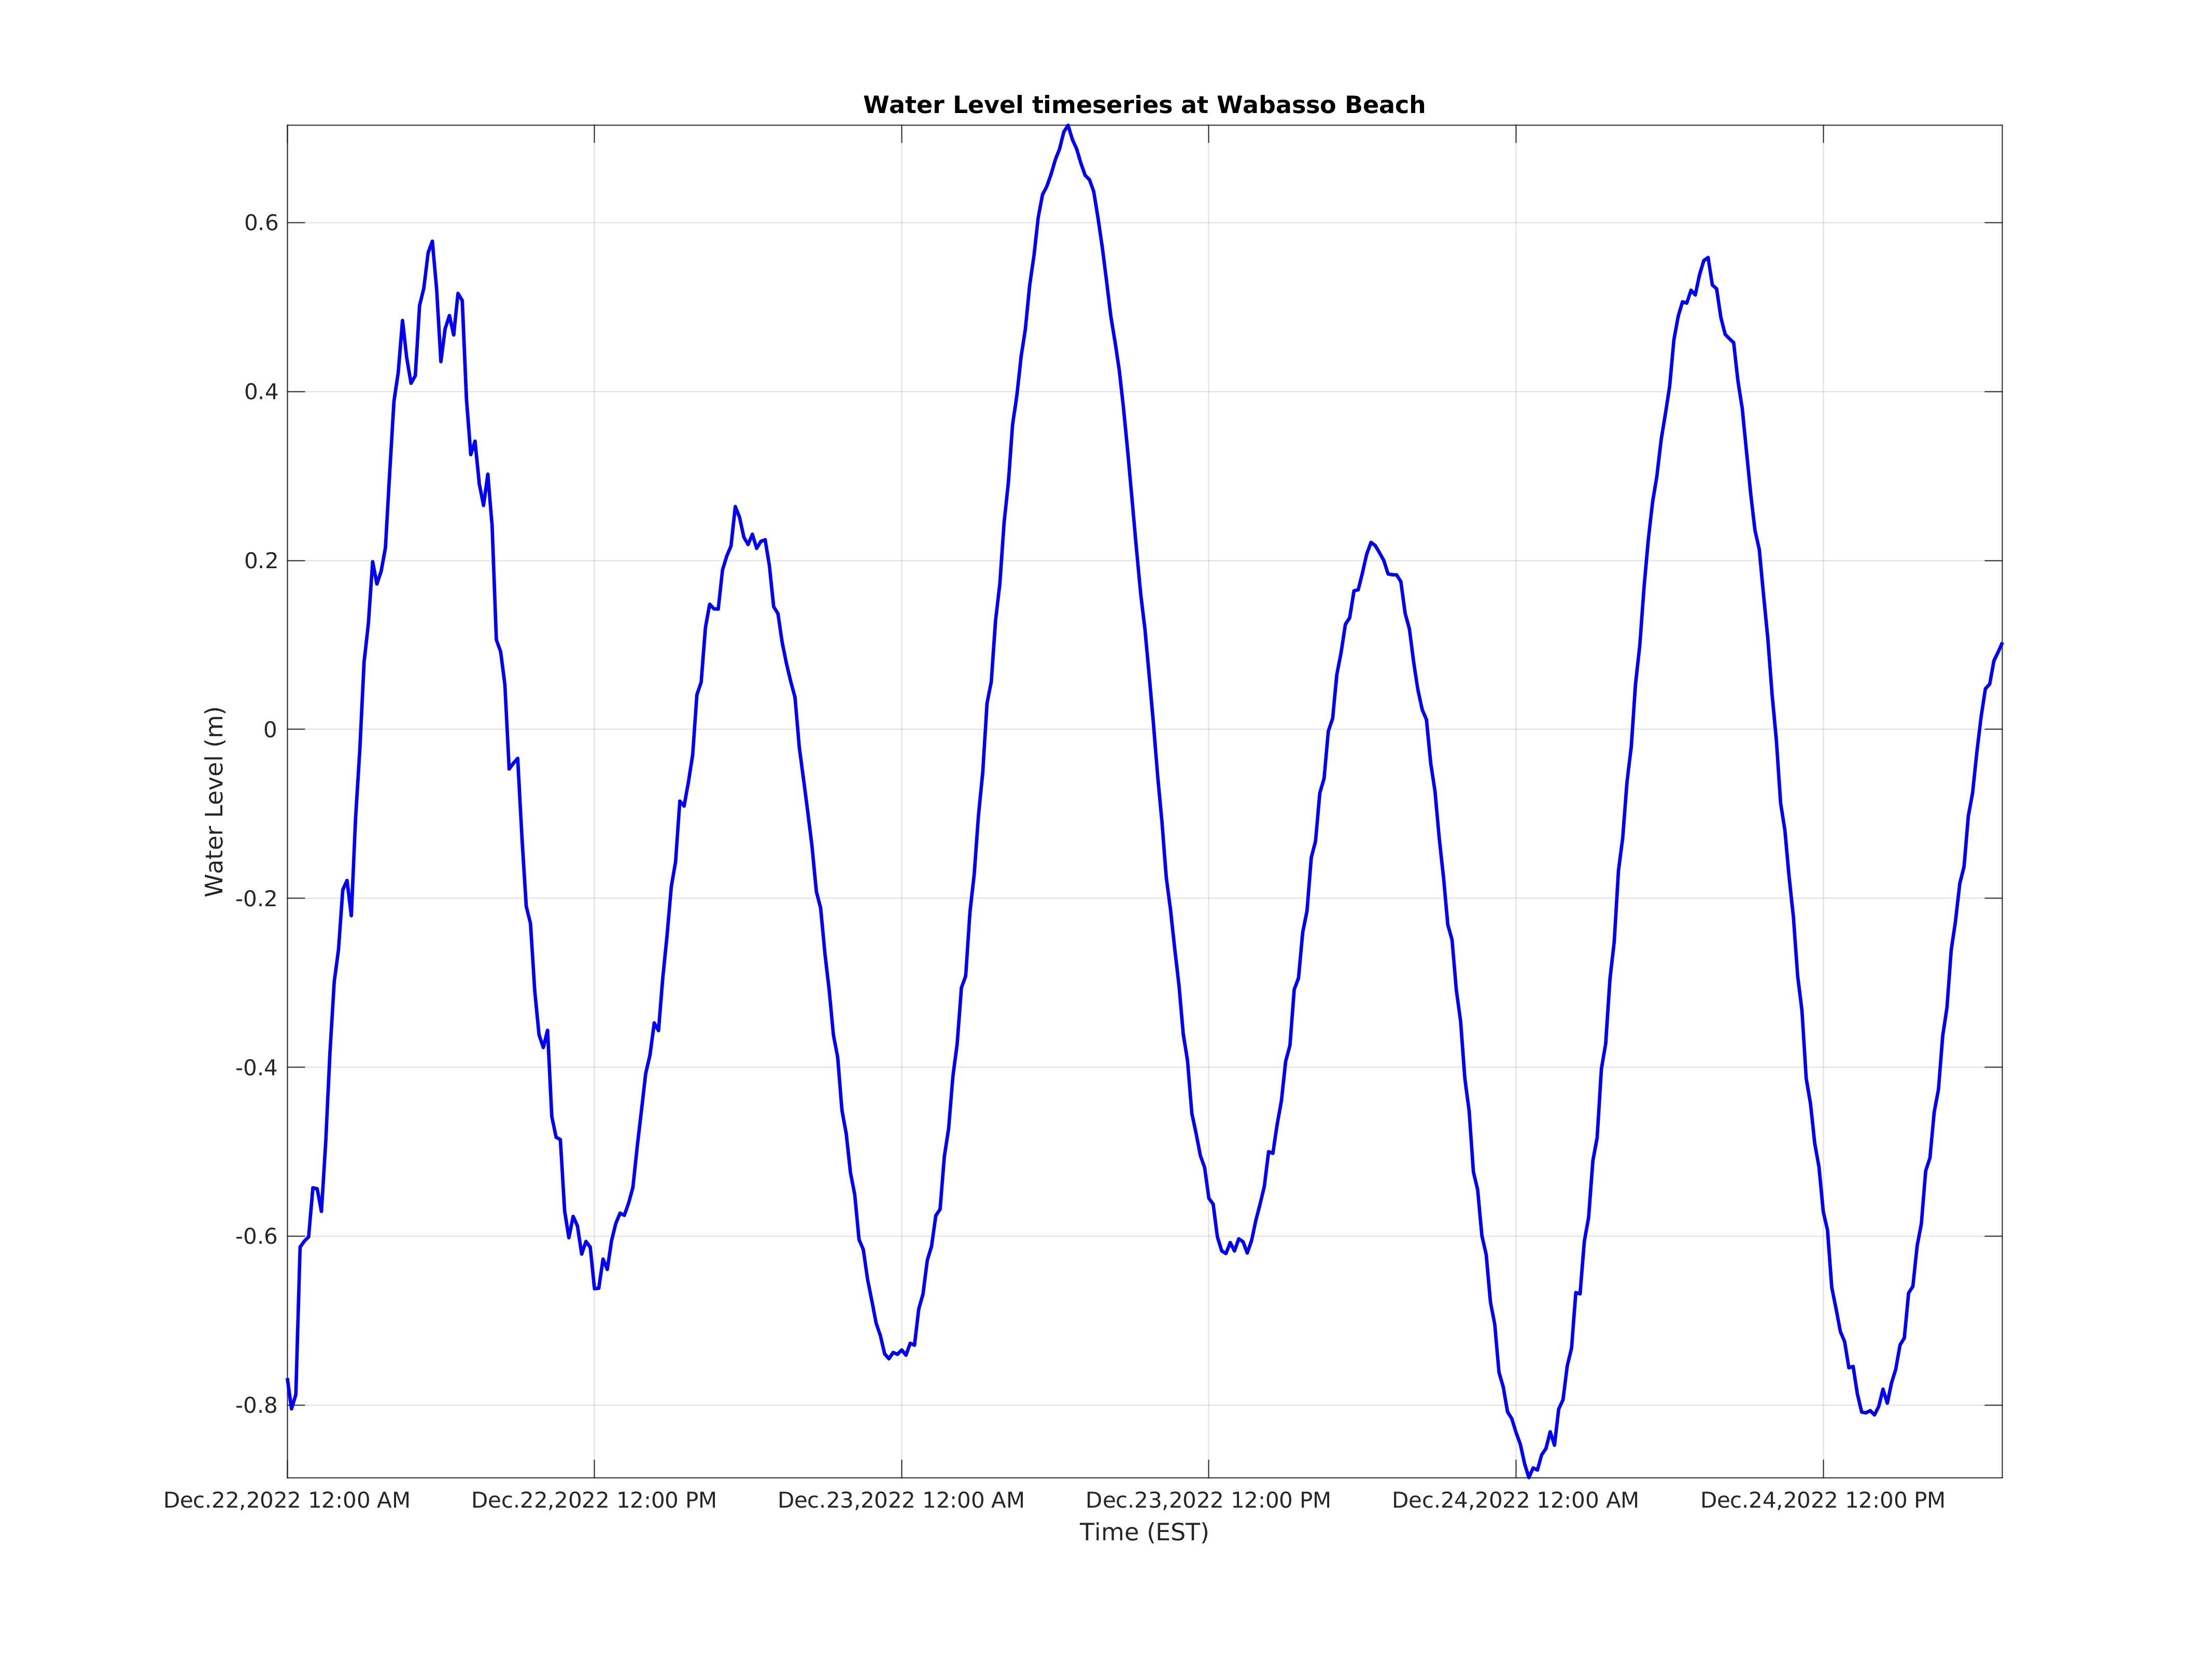 Water Level timeseries at Wabasso Beach
0.6
0.4
0.2
0
-0.2
-0.4
-0.6
-0.8
Water Level (m)
Dec.22,2022 12:00 AM Dec.22,2022 12:00 PM Dec.23,2022 12:00 AM Dec.23,2022 12:00 PM Dec.24,2022 12:00 AM Dec.24,2022 12:00 PM
Time (EST)